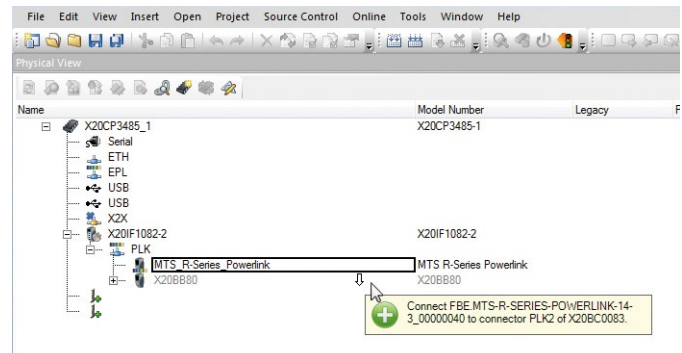 File Edit View Insert Open Project Source Control Online Tools Window Help
Physical View
Name Model Number Legacy
X20CP3485_1 X20CP3485-1
Serial
ETH
EPL
USB
USB
X2X
X20IF1082-2 X20IF1082-2
PLK
MTS_R-Series_Powerlink MTS R-Series Powerlink
X20BB80 X20BB80
Connect FBE.MTS-R-SERIES-POWERLINK-14-
3_00000040 to connector PLK2 of X20BC0083.